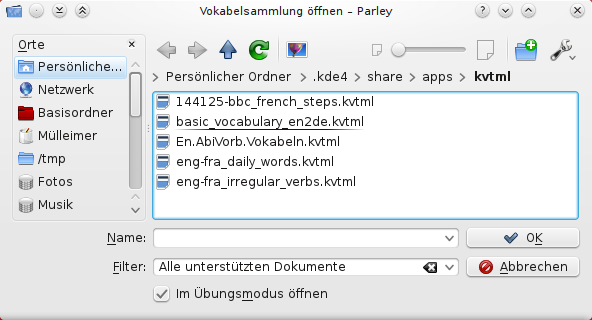 Vokabelsammlung öffnen – Parley
Orte
Persönliche...
Netzwerk
Basisordner
Mülleimer
/tmp
Fotos
Musik
Persönlicher Ordner > .kde4 > share > apps > kvtml
144125-bbc_french_steps.kvtml
basic_vocabulary_en2de.kvtml
En.AbiVorb.Vokabeln.kvtml
eng-fra_daily_words.kvtml
eng-fra_irregular_verbs.kvtml
Name:
OK
Filter: Alle unterstützten Dokumente
Abbrechen
Im Übungsmodus öffnen